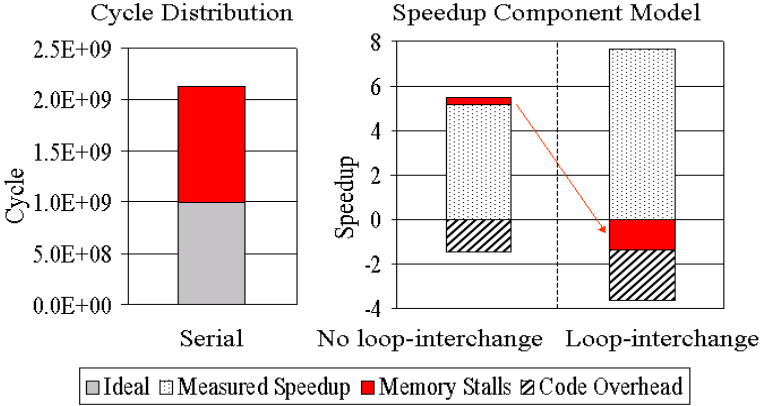 Cycle Distribution
Speedup Component Model
2.5E+09
2.0E+09
1.5E+09
1.0E+09
5.0E+08
0.0E+00
Cycle
Serial
8
6
4
2
0
-2
-4
Speedup
No loop-interchange
Loop-interchange
Ideal
Measured Speedup
Memory Stalls
Code Overhead